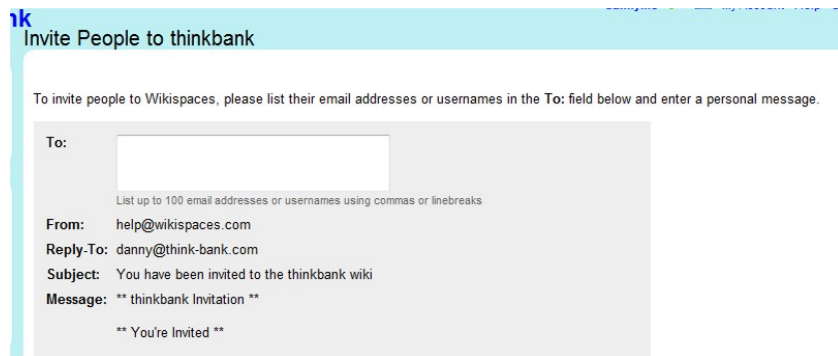 Invite People to thinkbank
To invite people to Wikispaces, please list their email addresses or usernames in the To: field below and enter a personal message.
To:
List up to 100 email addresses or usernames using commas or linebreaks
From: help@wikispaces.com
Reply-To: danny@think-bank.com
Subject: You have been invited to the thinkbank wiki
Message: ** thinkbank Invitation **
** You're Invited **